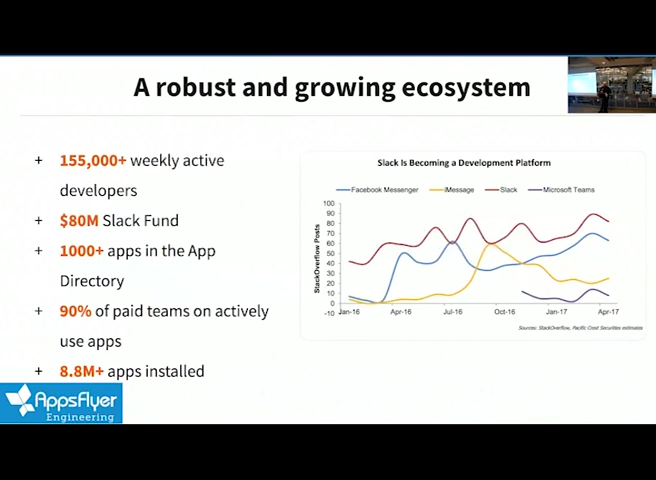 A robust and growing ecosystem
+ 155,000+ weekly active
developers
+ $80M Slack Fund
+ 1000+ apps in the App
Directory
+ 90% of paid teams on actively
use apps
+ 8.8M+ apps installed
Slack Is Becoming a Development Platform
Facebook Messenger iMessage Slack Microsoft Teams
StackOverflow Posts
100
90
80
70
60
50
40
30
20
10
0
-10
Jan-16 Apr-16 Jul-16 Oct-16 Jan-17 Apr-17
Sources: StackOverflow, Pacific Crest Securities estimates
AppsFlyer
Engineering